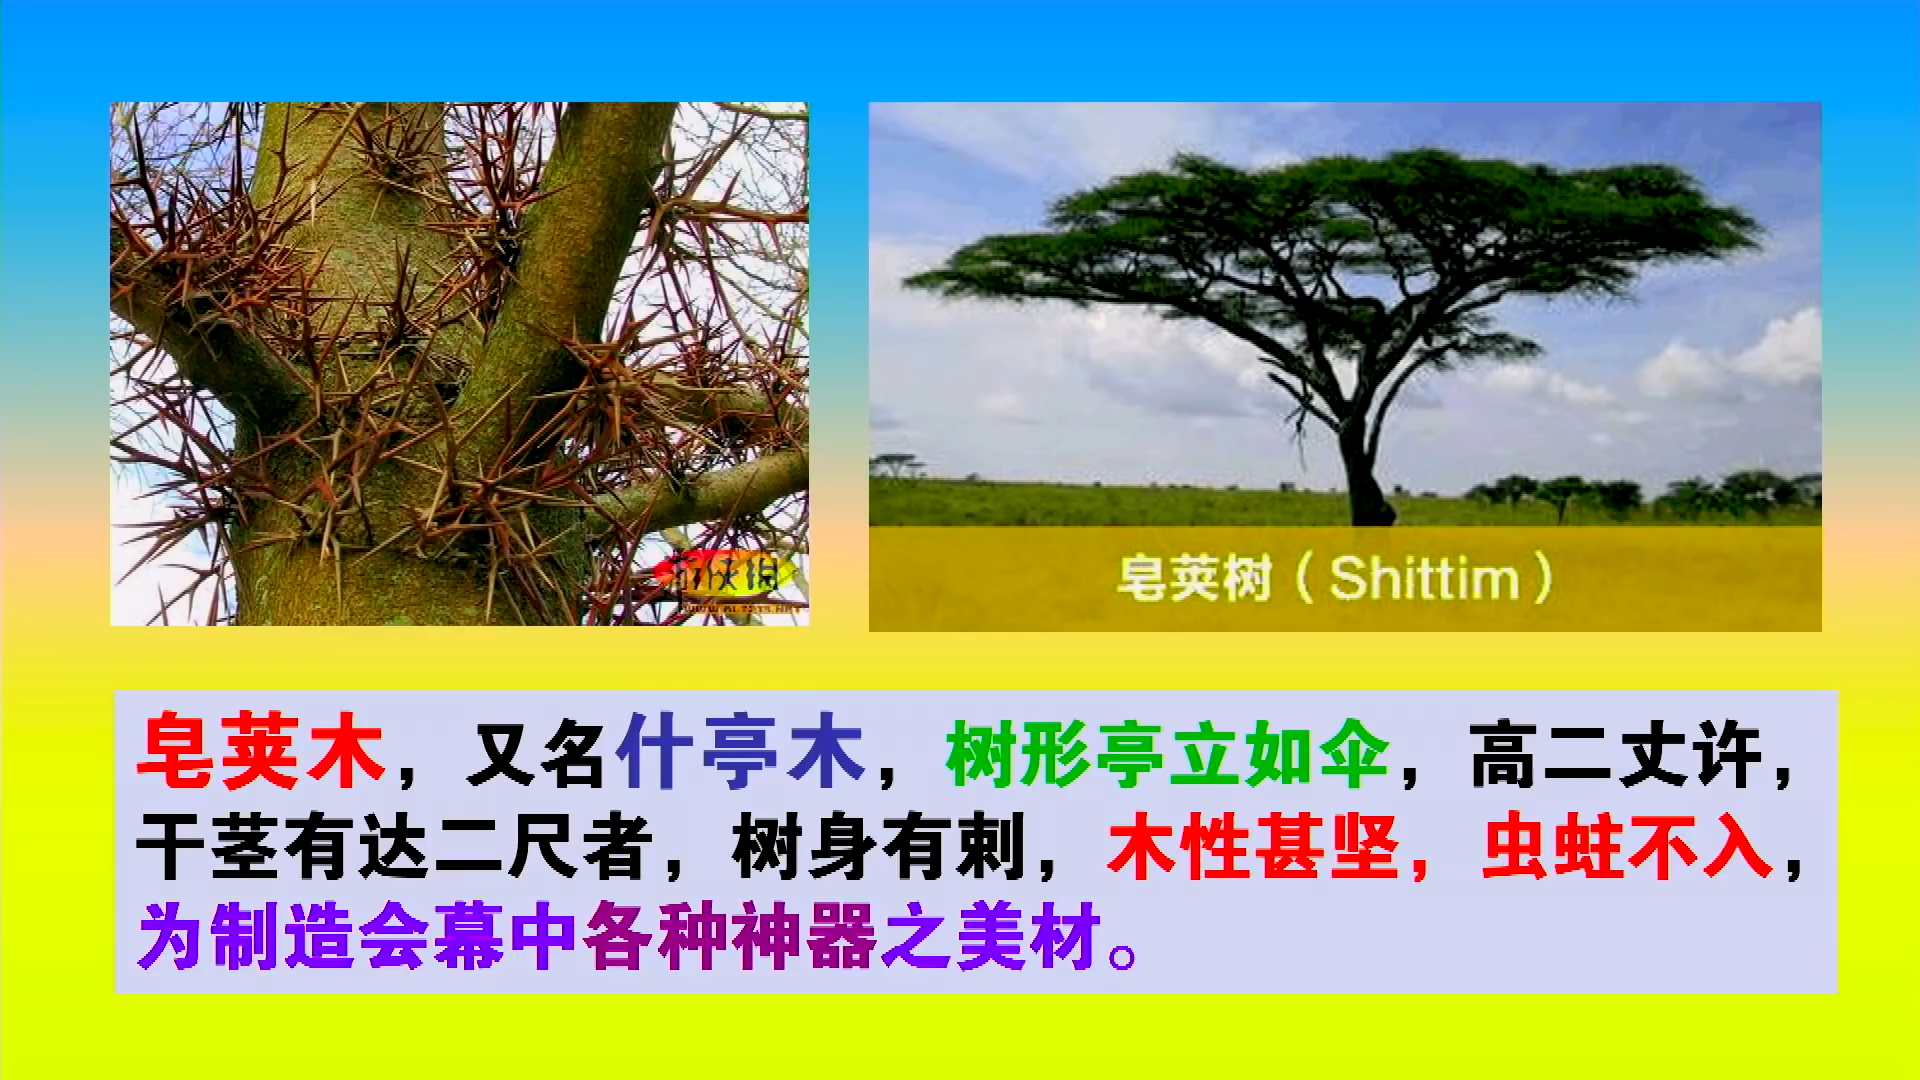 皂荚树（Shittim）
皂荚木，又名什亭木，树形亭立如伞，高二丈许，
干茎有达二尺者，树身有刺，木性甚坚，虫蛀不入，
为制造会幕中各种神器之美材。